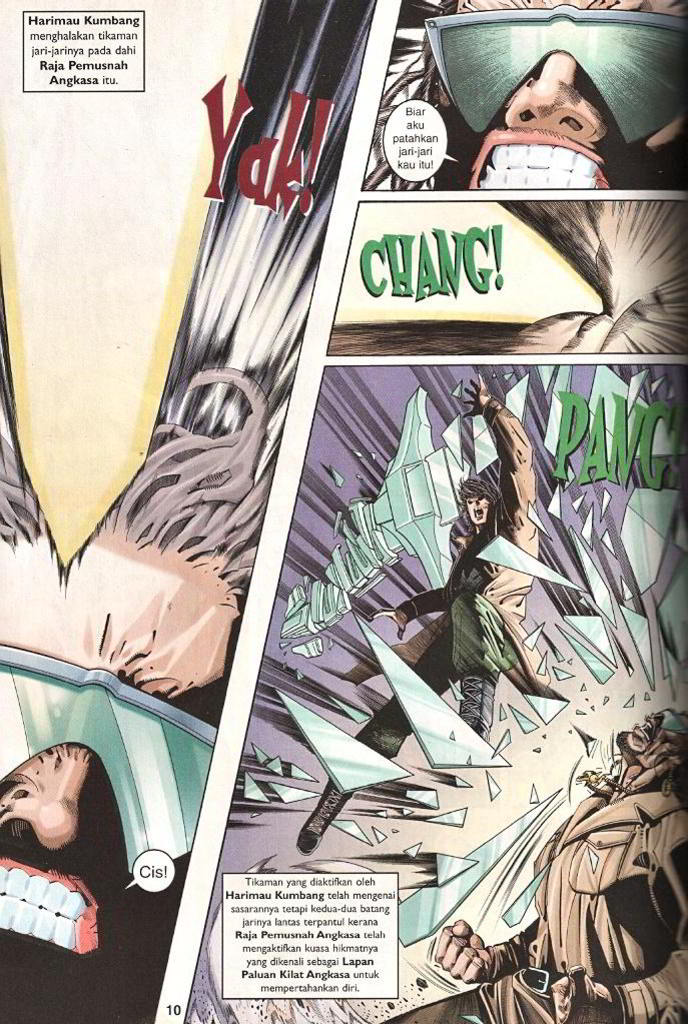 Harimau Kumbang
menghalakan tikaman
jari-jarinya pada dahi
Raja Pemusnah
Angkasa itu.
Yak!
Cis!
Biar
aku
patahkan
jari-jari
kau itu!
CHANG!
PANG!
Tikaman yang diaktifkan oleh
Harimau Kumbang telah mengenai
sasarannya tetapi kedua-dua batang
jarinya lantas terpantul kerana
Raja Pemusnah Angkasa telah
mengaktifkan kuasa hikmatnya
yang dikenali sebagai Lapan
Paluan Kilat Angkasa untuk
mempertahankan diri.
10